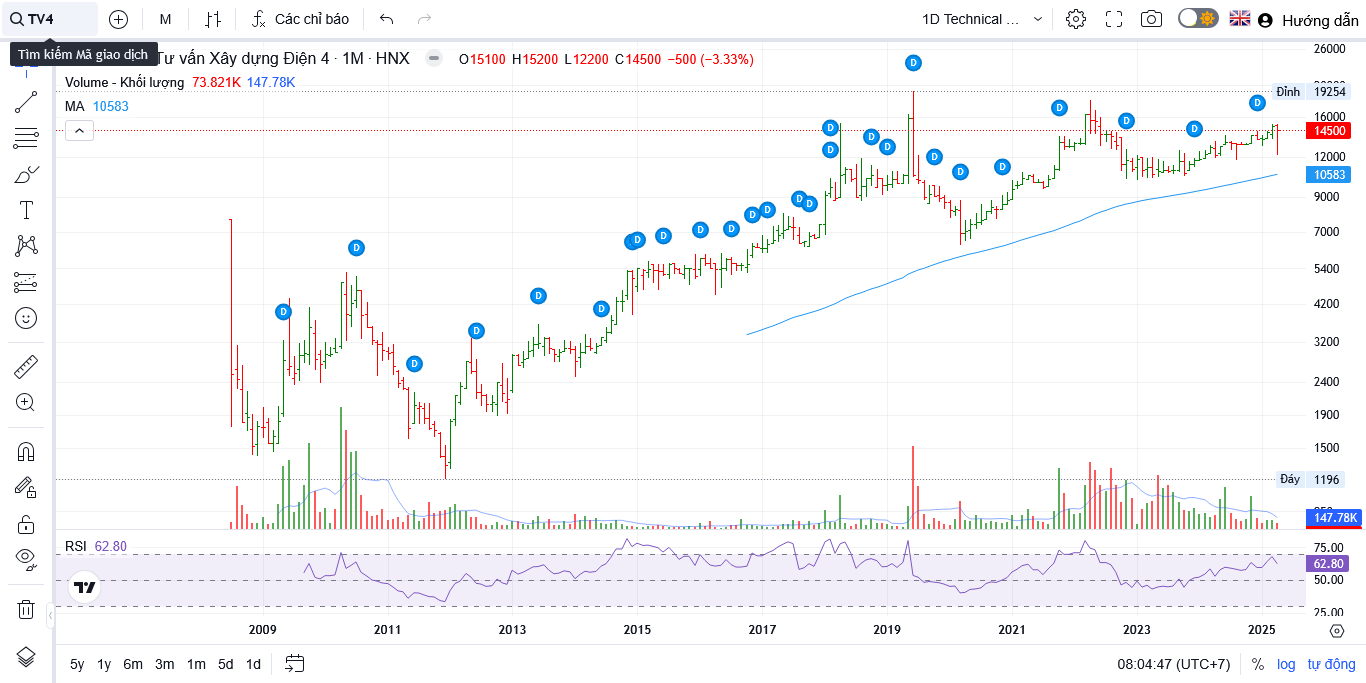 TV4
M
Các chỉ báo
1D Technical ...
Hướng dẫn
Tìm kiếm Mã giao dịch
Tư vấn Xây dựng Điện 4 · 1M · HNX
O15100 H15200 L12200 C14500 −500 (−3.33%)
Volume - Khối lượng 73.821K 147.78K
MA 10583
26000
Đỉnh 19254
16000
14500
12000
10583
9000
7000
5400
4200
3200
2400
1900
1500
Đáy 1196
147.78K
D D D D D D D D D D D D D D D D D D D D D D D D D D D D
RSI 62.80
75.00
62.80
50.00
25.00
2009 2011 2013 2015 2017 2019 2021 2023 2025
5y 1y 6m 3m 1m 5d 1d
08:04:47 (UTC+7) % log tự động